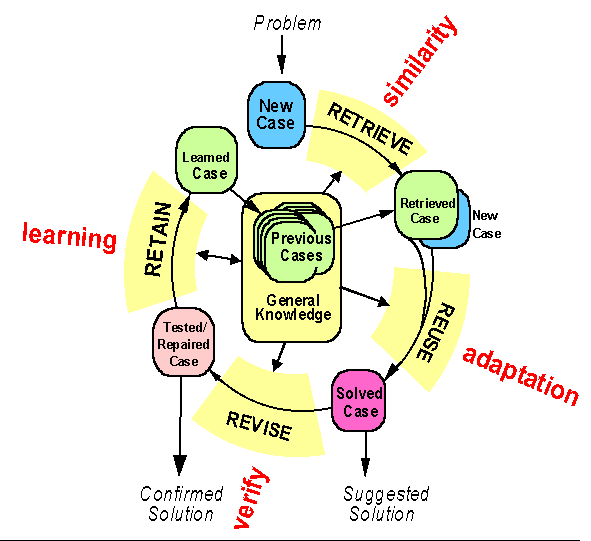 Problem
similarity
New
Case
RETRIEVE
Learned
Case
Retrieved
Case
New
Case
Previous
Cases
learning
RETAIN
General
Knowledge
Tested/
Repaired
Case
REUSE
adaptation
Solved
Case
REVISE
verify
Confirmed
Solution
Suggested
Solution